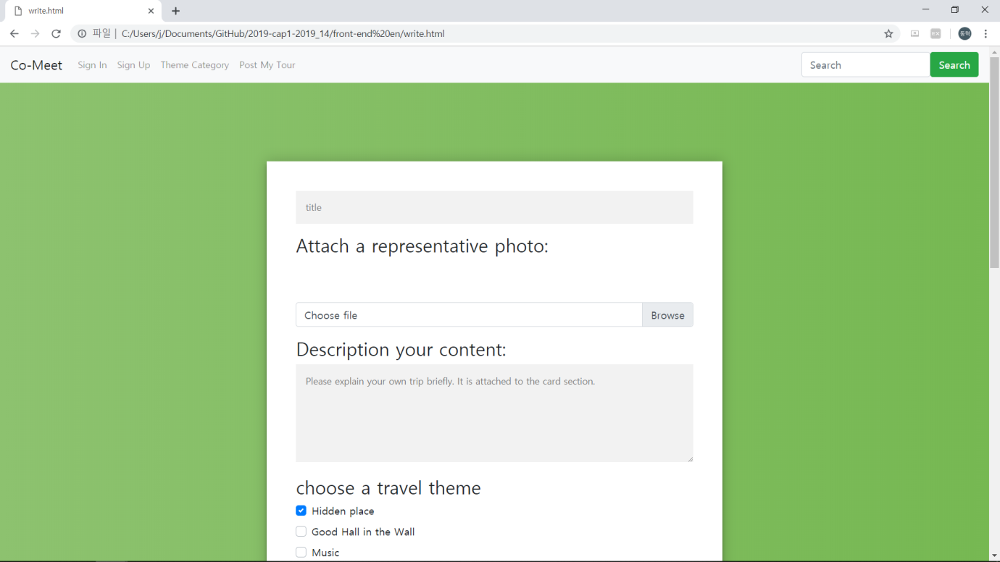 write.html
파일 | C:/Users/j/Documents/GitHub/2019-cap1-2019_14/front-end%20en/write.html
동혁
Co-Meet Sign In Sign Up Theme Category Post My Tour Search Search
title
Attach a representative photo:
Choose file Browse
Description your content:
Please explain your own trip briefly. It is attached to the card section.
choose a travel theme
Hidden place
Good Hall in the Wall
Music